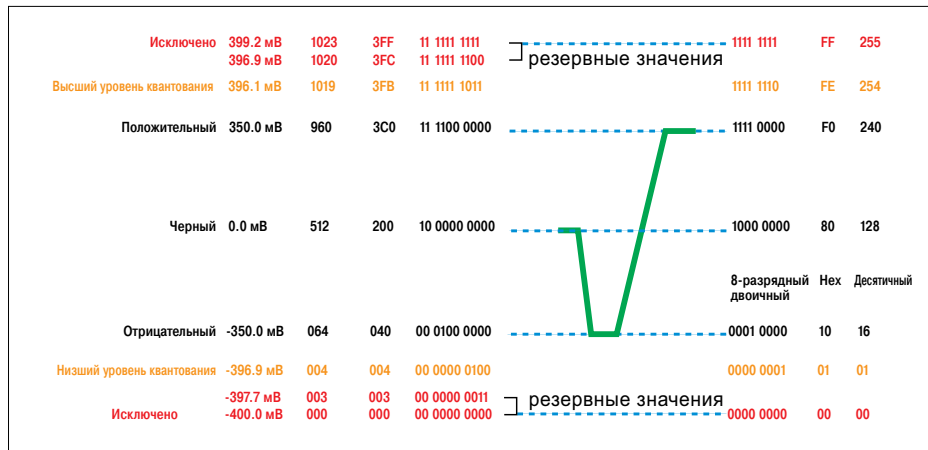 Исключено 399.2 мВ 1023 3FF 11 1111 1111 1111 1111 FF 255
396.9 мВ 1020 3FC 11 1111 1100 резервные значения
Высший уровень квантования 396.1 мВ 1019 3FB 11 1111 1011 1111 1110 FE 254
Положительный 350.0 мВ 960 3C0 11 1100 0000 1111 0000 F0 240
Черный 0.0 мВ 512 200 10 0000 0000 1000 0000 80 128
8-разрядный Hex Десятичный
двоичный
Отрицательный -350.0 мВ 064 040 00 0100 0000 0001 0000 10 16
Низший уровень квантования -396.9 мВ 004 004 00 0000 0100 0000 0001 01 01
-397.7 мВ 003 003 00 0000 0011 резервные значения
Исключено -400.0 мВ 000 000 00 0000 0000 0000 0000 00 00